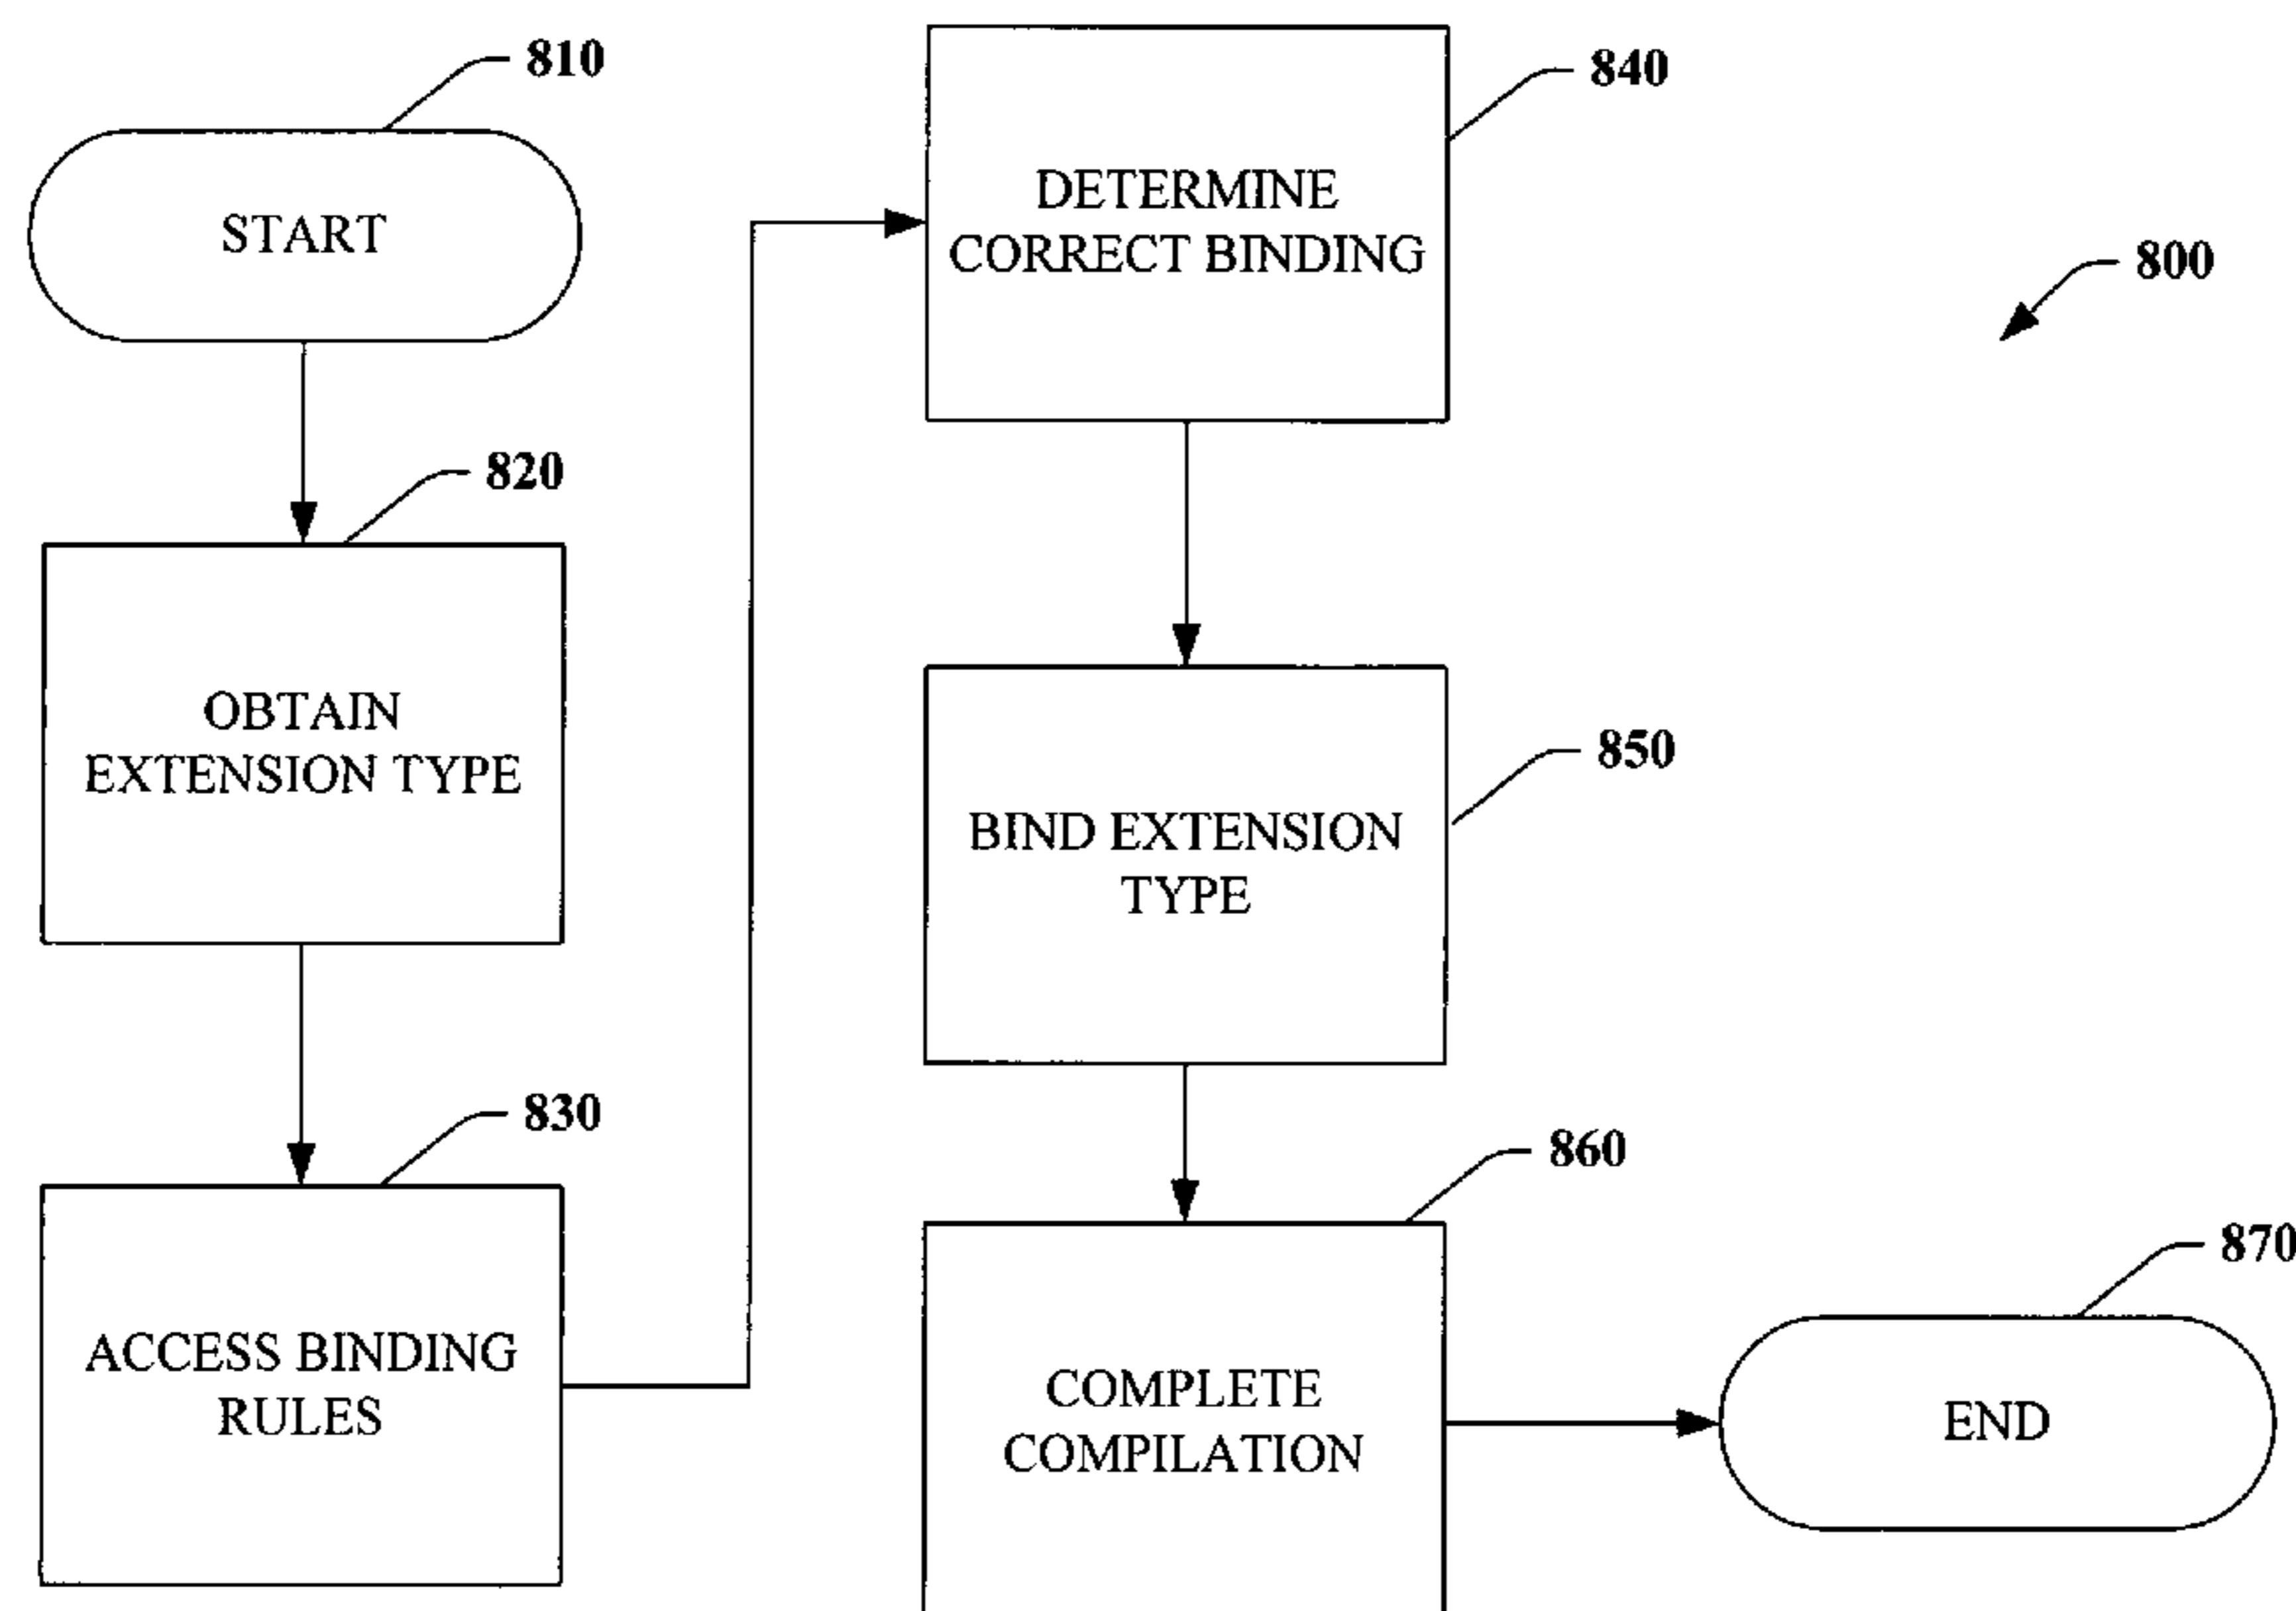 810
START
820
OBTAIN
EXTENSION TYPE
830
ACCESS BINDING
RULES
840
DETERMINE
CORRECT BINDING
800
850
BIND EXTENSION
TYPE
860
COMPLETE
COMPILATION
870
END